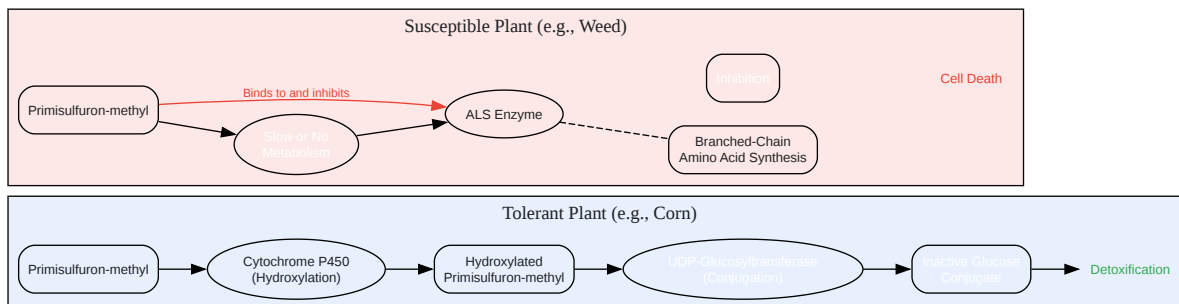 Susceptible Plant (e.g., Weed)
Primisulfuron-methyl
Binds to and inhibits
Slow or No
Metabolism
ALS Enzyme
Inhibition
Branched-Chain
Amino Acid Synthesis
Cell Death
Tolerant Plant (e.g., Corn)
Primisulfuron-methyl
Cytochrome P450
(Hydroxylation)
Hydroxylated
Primisulfuron-methyl
UDP-Glucosyltransferase
(Conjugation)
Inactive Glucose
Conjugate
Detoxification